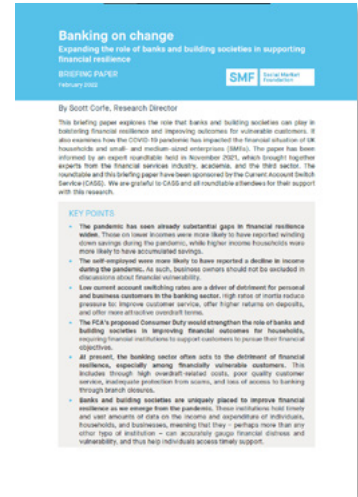 Banking on change
Expanding the role of banks and building societies in supporting
financial resilience
BRIEFING PAPER
February 2022
SMF
Social Market
Foundation
By Scott Corfe, Research Director
This briefing paper explores the role that banks and building societies can play in
bolstering financial resilience and improving outcomes for vulnerable customers. It
also examines how the COVID-19 pandemic has impacted the financial situation of UK
households and small- and medium-sized enterprises (SMEs). The paper has been
informed by an expert roundtable held in November 2021, which brought together
experts from the financial services industry, academia, and the third sector. The
roundtable and this briefing paper have been sponsored by the Current Account Switch
Service (CASS). We are grateful to CASS and all roundtable attendees for their support
with this research.
KEY POINTS
• The pandemic has seen already substantial gaps in financial resilience
widen. Those on lower incomes were more likely to have reported winding
down savings during the pandemic, while higher income households were
more likely to have accumulated savings.
• The self-employed were more likely to have reported a decline in income
during the pandemic. As such, business owners should not be excluded in
discussions about financial vulnerability.
• Low current account switching rates are a driver of detriment for personal
and business customers in the banking sector. High rates of inertia reduce
pressure to: improve customer service, offer higher returns on deposits,
and offer more attractive overdraft terms.
• The FCA's proposed Consumer Duty would strengthen the role of banks and
building societies in improving financial outcomes for households,
requiring financial institutions to support customers to pursue their financial
objectives.
• At present, the banking sector often acts to the detriment of financial
resilience, especially among financially vulnerable customers. This
includes through high overdraft-related costs, poor quality customer
service, inadequate protection from scams, and loss of access to banking
through branch closures.
• Banks and building societies are uniquely placed to improve financial
resilience as we emerge from the pandemic. These institutions hold timely
and vast amounts of data on the income and expenditure of individuals,
households, and businesses, meaning that they – perhaps more than any
other type of institution – can accurately gauge financial distress and
vulnerability, and thus help individuals access timely support.